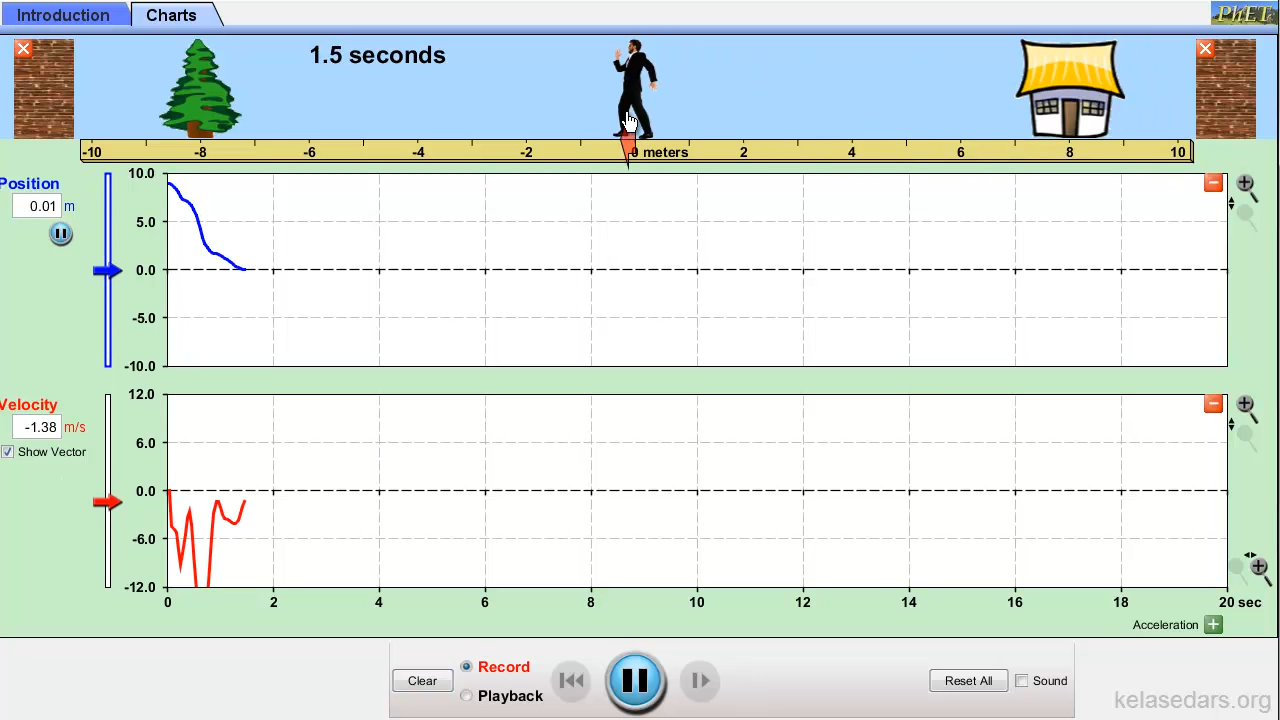 Introduction
Charts
PhET
1.5 seconds
-10 -8 -6 -4 -2 0 meters 2 4 6 8 10
Position
0.01 m
10.0
5.0
0.0
-5.0
-10.0
Velocity
-1.38 m/s
Show Vector
12.0
6.0
0.0
-6.0
-12.0
0 2 4 6 8 10 12 14 16 18 20 sec
Acceleration
Clear
Record
Playback
Reset All
Sound
kelasedars.org